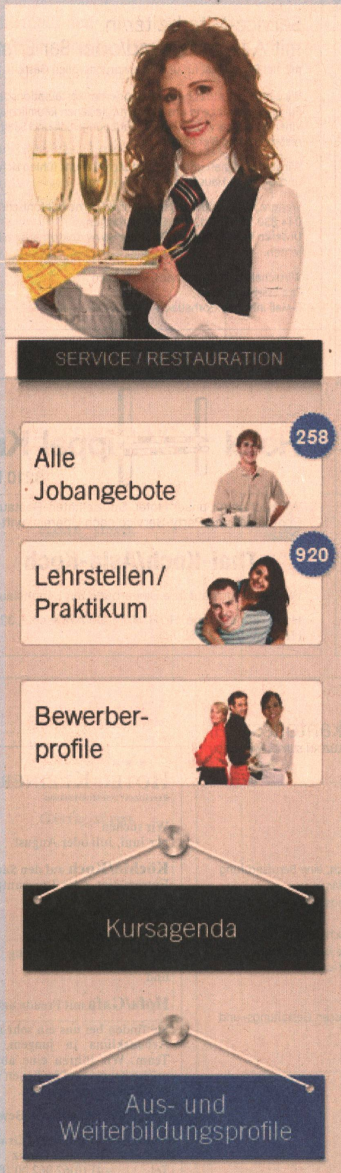 SERVICE / RESTAURATION
258
Alle
Jobangebote
920
Lehrstellen/
Praktikum
Bewerber-
profile
Kursagenda
Aus- und
Weiterbildungsprofile